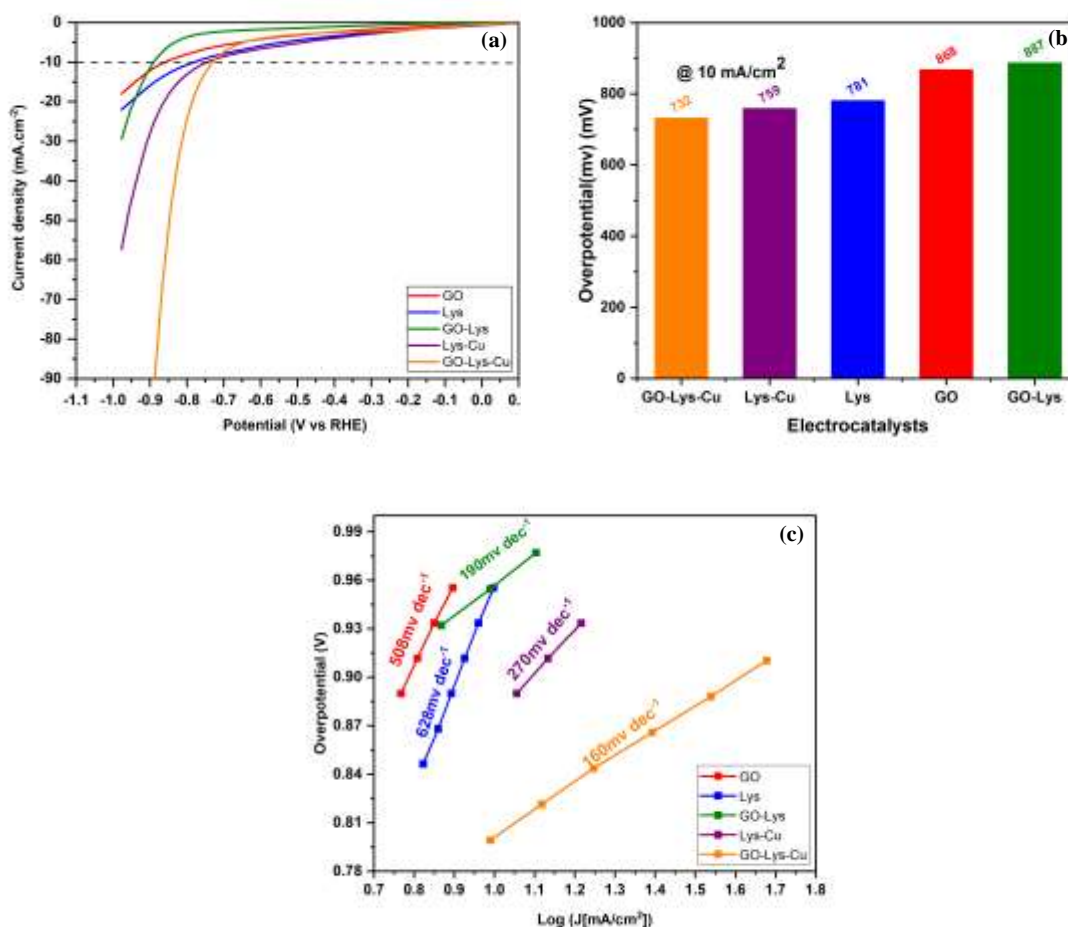 (a)
0
-10
-20
-30
-40
-50
-60
-70
-80
-90
Current density (mA.cm⁻²)
GO
Lys
GO-Lys
Lys-Cu
GO-Lys-Cu
-1.1 -1.0 -0.9 -0.8 -0.7 -0.6 -0.5 -0.4 -0.3 -0.2 -0.1 0.0 0.
Potential (V vs RHE)
(b)
1000
800
600
400
200
0
Overpotential(mv) (mV)
@ 10 mA/cm²
732
759
781
868
887
GO-Lys-Cu Lys-Cu Lys GO GO-Lys
Electrocatalysts
(c)
0.99
0.96
0.93
0.90
0.87
0.84
0.81
0.78
Overpotential (V)
508mv dec⁻¹
190mv dec⁻¹
628mv dec⁻¹
270mv dec⁻¹
160mv dec⁻¹
GO
Lys
GO-Lys
Lys-Cu
GO-Lys-Cu
0.7 0.8 0.9 1.0 1.1 1.2 1.3 1.4 1.5 1.6 1.7 1.8
Log (J[mA/cm²])